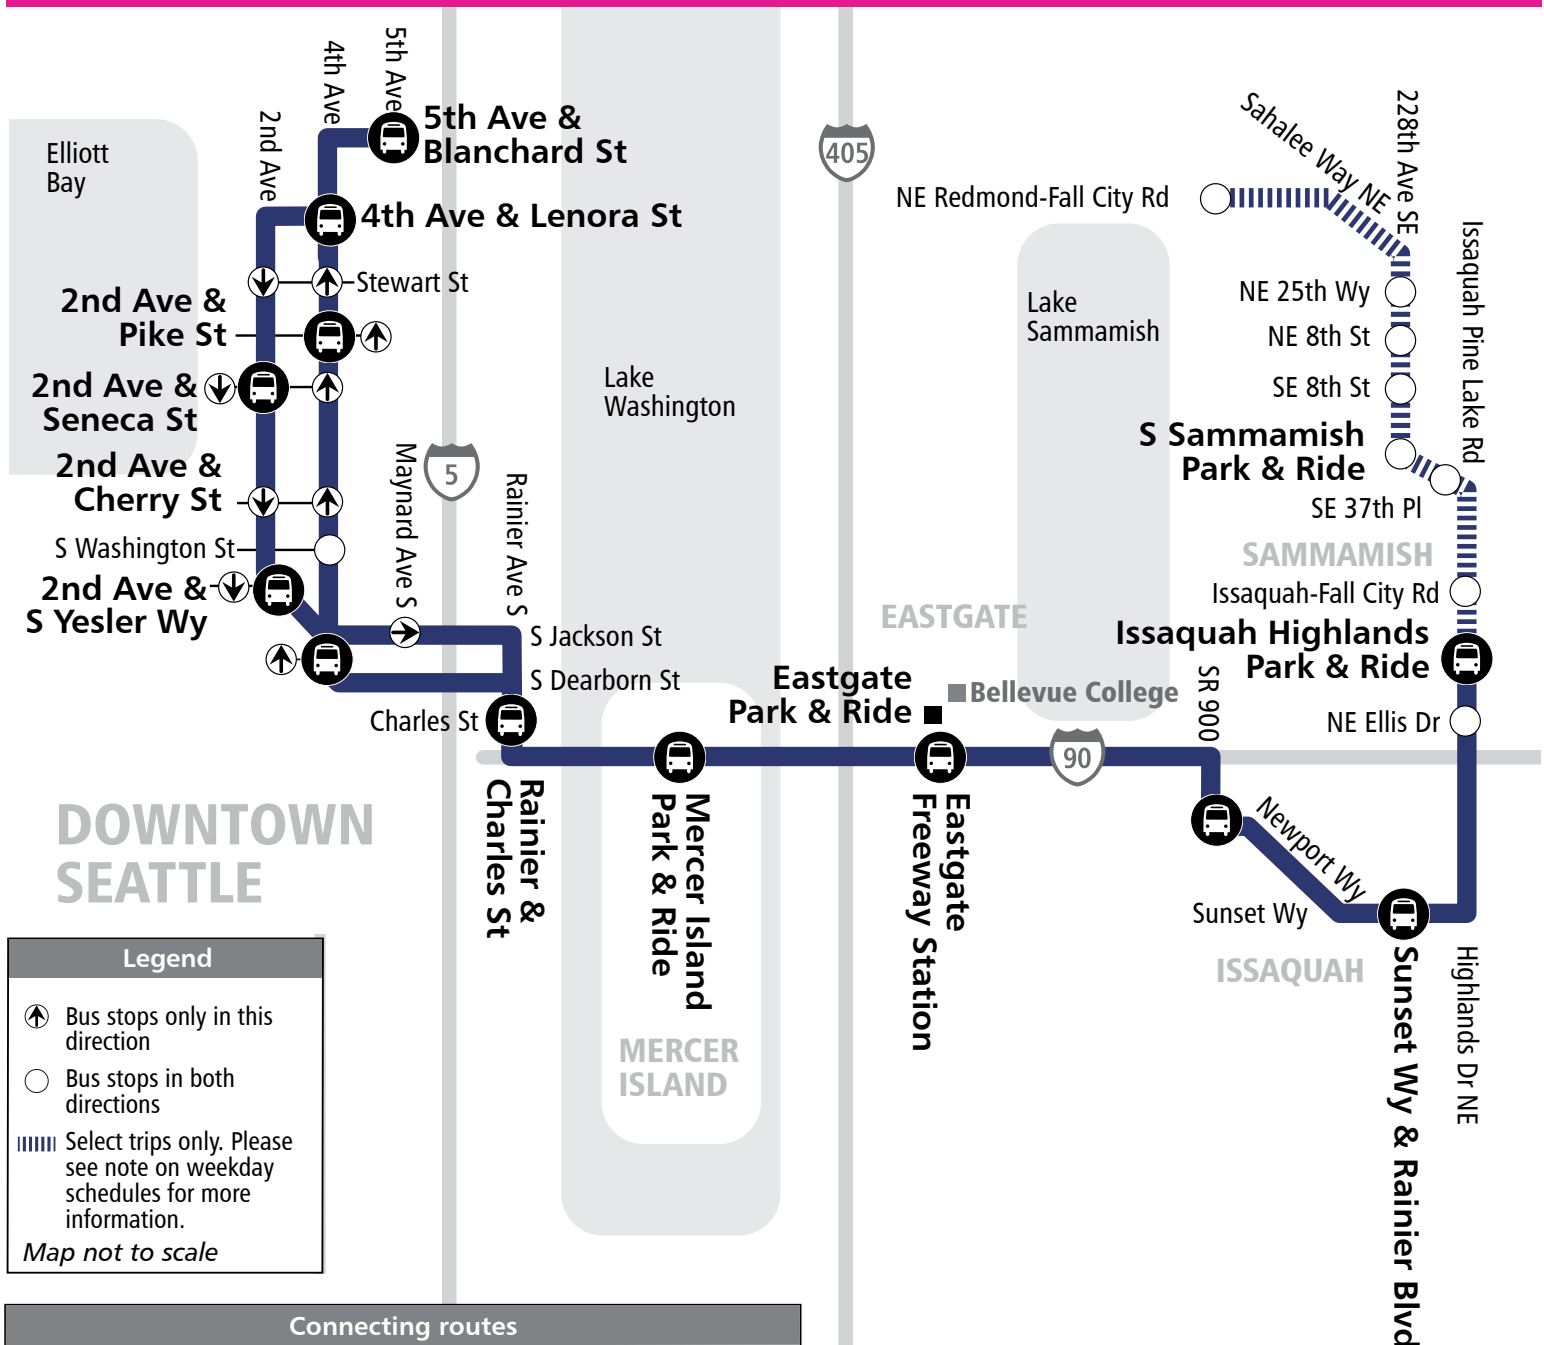 5th Ave
4th Ave
2nd Ave
5th Ave &
Blanchard St
Elliott
Bay
4th Ave & Lenora St
Stewart St
2nd Ave &
Pike St
2nd Ave &
Seneca St
2nd Ave &
Cherry St
S Washington St
2nd Ave &
S Yesler Wy
Maynard Ave S
5
Rainier Ave S
S Jackson St
S Dearborn St
Charles St
Rainier &
Charles St
Lake
Washington
405
NE Redmond-Fall City Rd
Sahalee Way NE
228th Ave SE
Issaquah Pine Lake Rd
Lake
Sammamish
NE 25th Wy
NE 8th St
SE 8th St
S Sammamish
Park & Ride
SE 37th Pl
SAMMAMISH
Issaquah-Fall City Rd
EASTGATE
Issaquah Highlands
Park & Ride
Eastgate
Park & Ride
Bellevue College
SR 900
NE Ellis Dr
90
Mercer Island
Park & Ride
Eastgate
Freeway Station
Newport Wy
Sunset Wy
ISSAQUAH
Sunset Wy & Rainier Blvd
Highlands Dr NE
MERCER
ISLAND
DOWNTOWN
SEATTLE
Legend
Bus stops only in this
direction
Bus stops in both
directions
Select trips only. Please
see note on weekday
schedules for more
information.
Map not to scale
Connecting routes